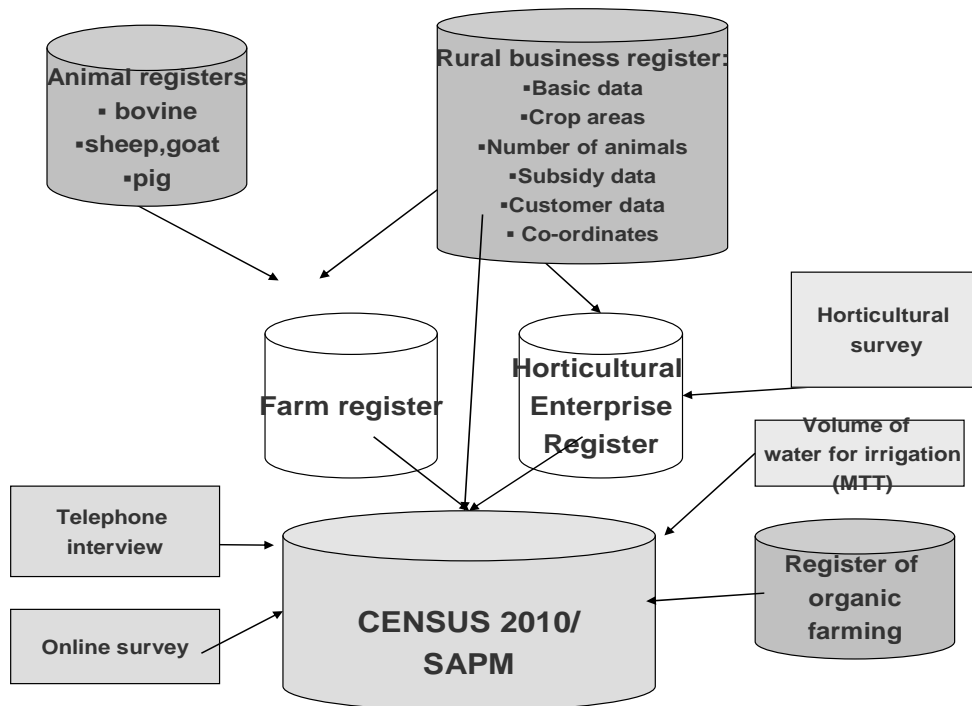 Animal registers
▪ bovine
▪sheep,goat
▪pig
Rural business register:
▪Basic data
▪Crop areas
▪Number of animals
▪Subsidy data
▪Customer data
▪ Co-ordinates
Horticultural
survey
Farm register
Horticultural
Enterprise
Register
Volume of
water for irrigation
(MTT)
Telephone
interview
Online survey
CENSUS 2010/
SAPM
Register of
organic
farming